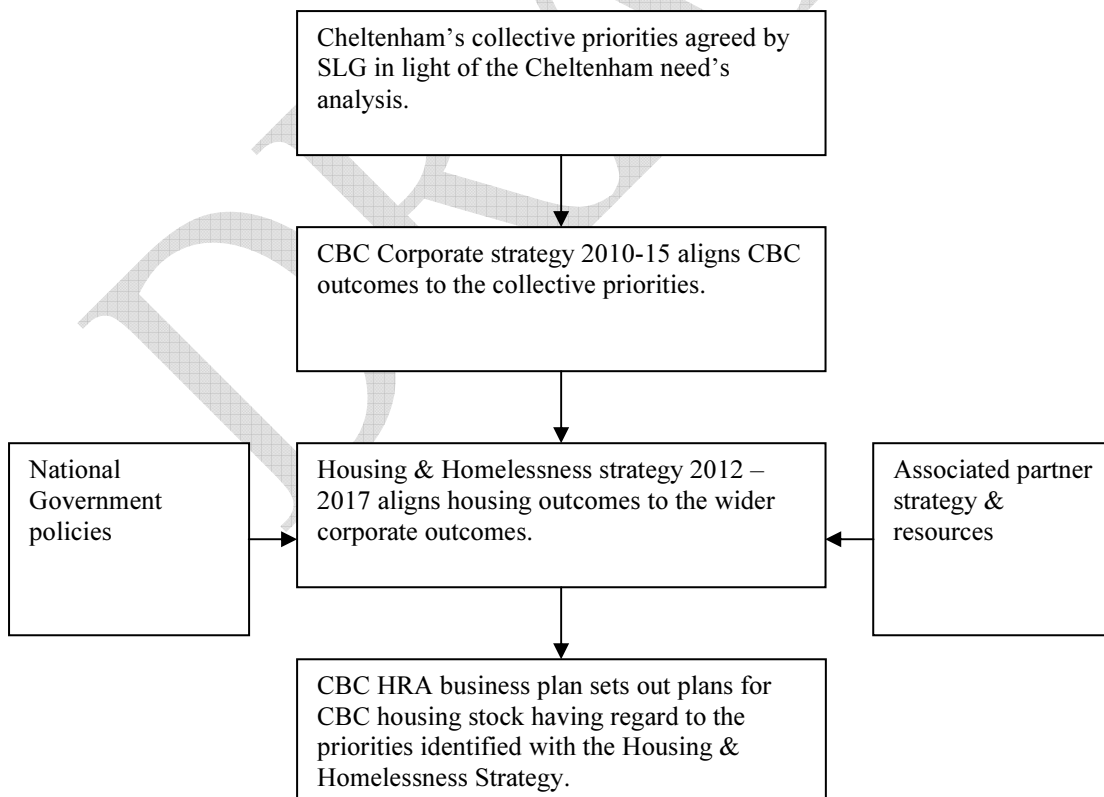 Cheltenham's collective priorities agreed by
SLG in light of the Cheltenham need's
analysis.
CBC Corporate strategy 2010-15 aligns CBC
outcomes to the collective priorities.
National
Government
policies
Housing & Homelessness strategy 2012 –
2017 aligns housing outcomes to the wider
corporate outcomes.
Associated partner
strategy &
resources
CBC HRA business plan sets out plans for
CBC housing stock having regard to the
priorities identified with the Housing &
Homelessness Strategy.